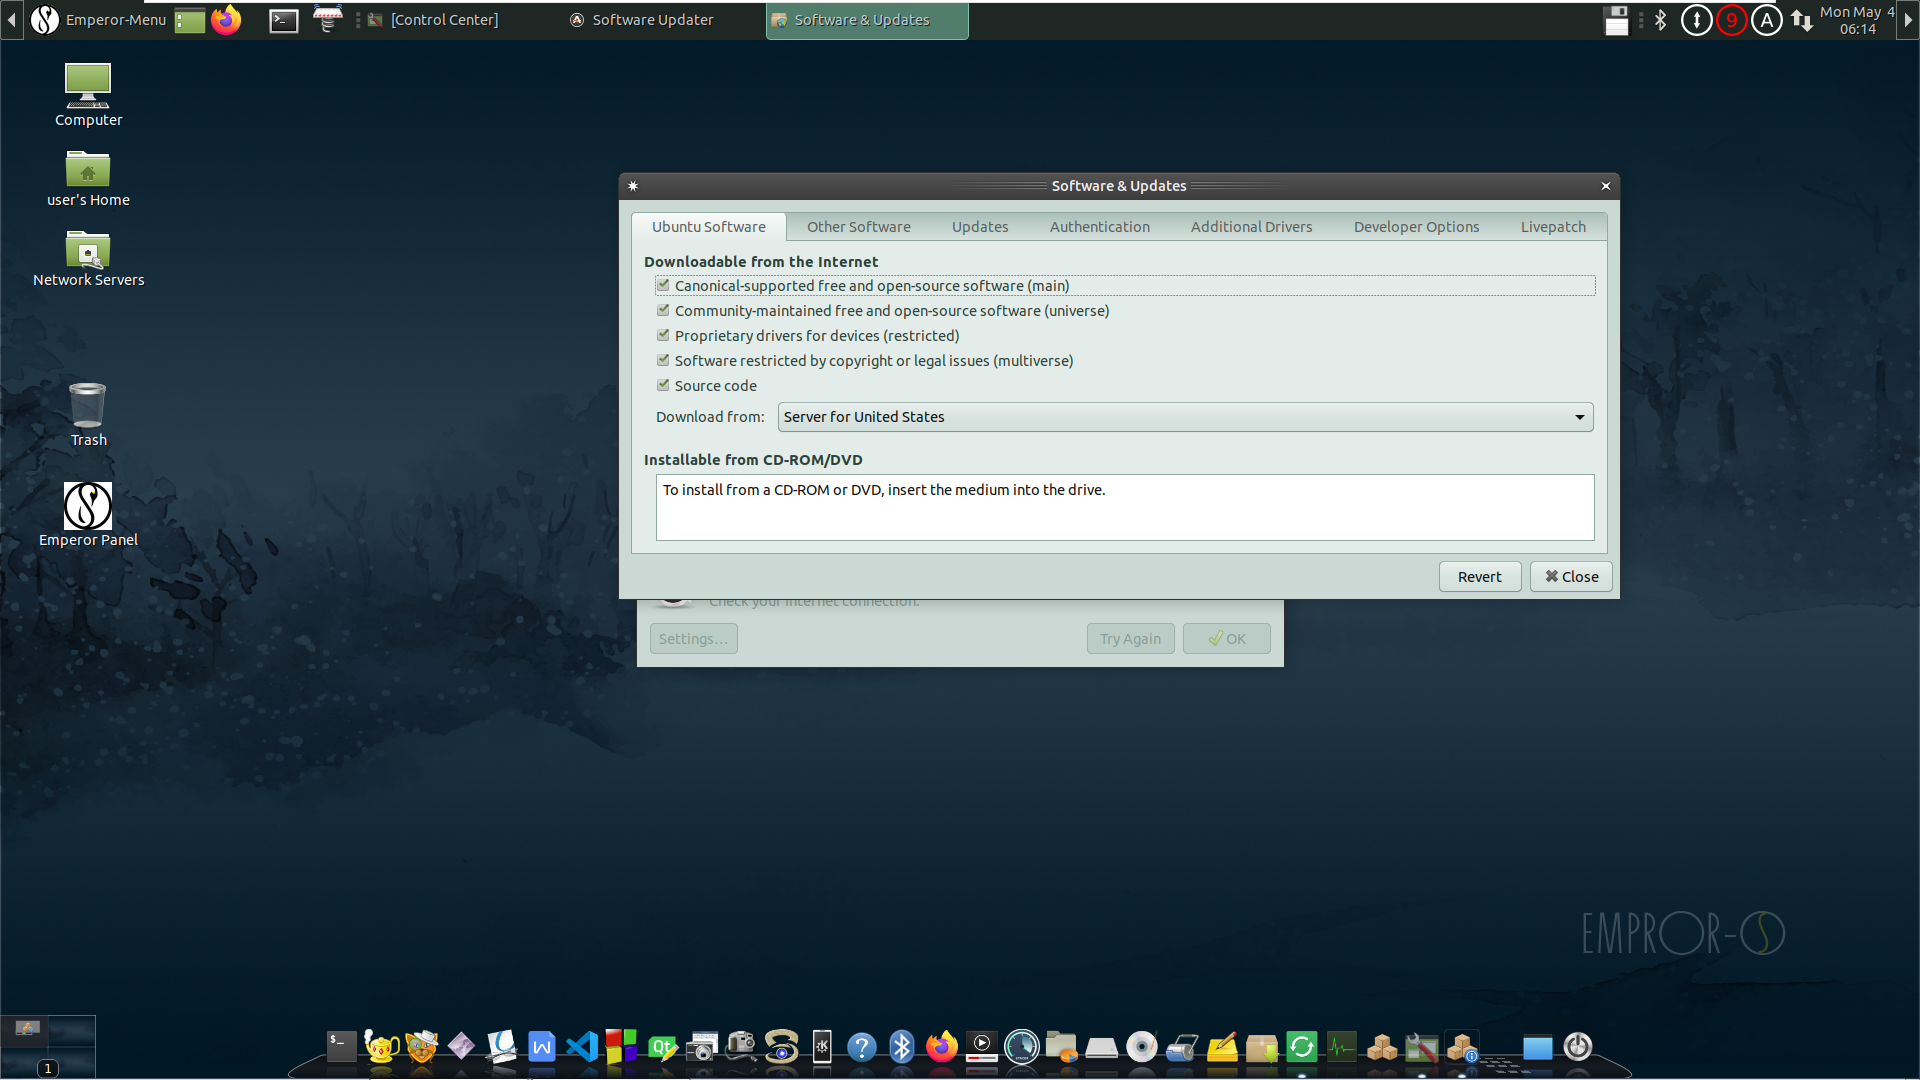 Emperor-Menu
[Control Center]
Software Updater
Software & Updates
9
A
Mon May 4
06:14
Computer
user's Home
Network Servers
Trash
Emperor Panel
Software & Updates
Ubuntu Software
Other Software
Updates
Authentication
Additional Drivers
Developer Options
Livepatch
Downloadable from the Internet
Canonical-supported free and open-source software (main)
Community-maintained free and open-source software (universe)
Proprietary drivers for devices (restricted)
Software restricted by copyright or legal issues (multiverse)
Source code
Download from:
Server for United States
Installable from CD-ROM/DVD
To install from a CD-ROM or DVD, insert the medium into the drive.
Revert
Close
Check your internet connection.
Settings...
Try Again
OK
EMPROR-OS
1
Qt